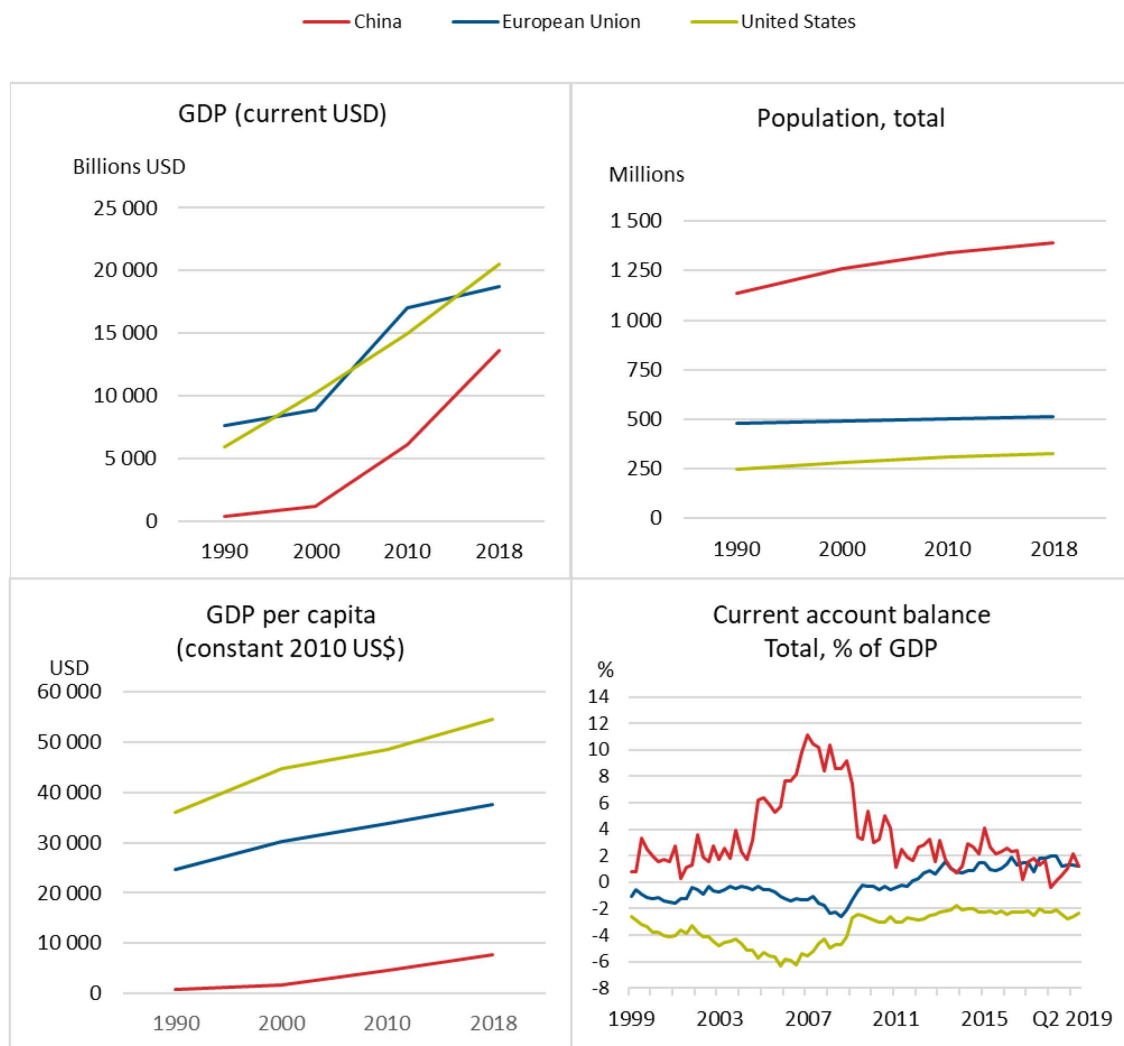 China European Union United States
GDP (current USD)
Billions USD
25 000
20 000
15 000
10 000
5 000
0
1990 2000 2010 2018
Population, total
Millions
1 500
1 250
1 000
750
500
250
0
1990 2000 2010 2018
GDP per capita
(constant 2010 US$)
USD
60 000
50 000
40 000
30 000
20 000
10 000
0
1990 2000 2010 2018
Current account balance
Total, % of GDP
%
14
12
10
8
6
4
2
0
-2
-4
-6
-8
1999 2003 2007 2011 2015 Q2 2019